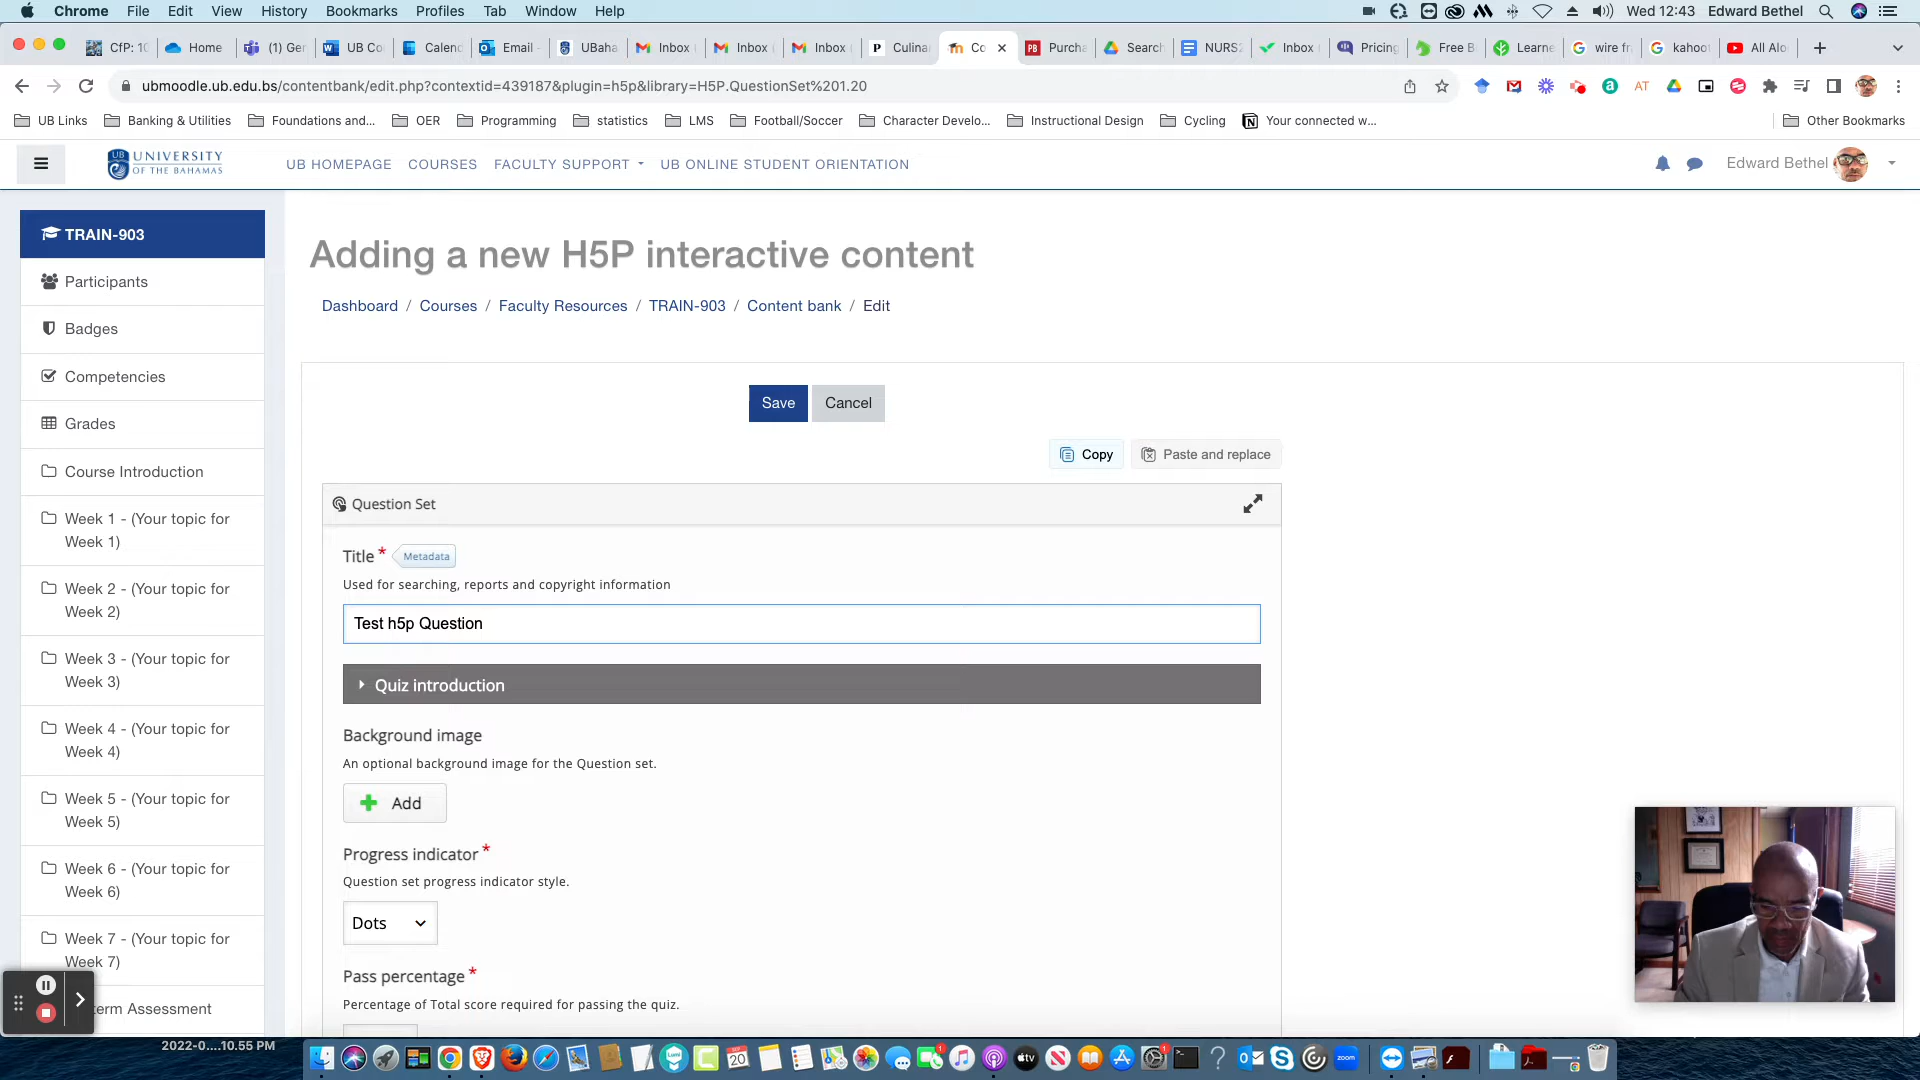 Chrome File Edit View History Bookmarks Profiles Tab Window Help Wed 12:43 Edward Bethel
CfP: 10 Home (1) Ger UB Co Calend Email - UBaha Inbox Inbox ( Inbox ( Culina Co PB Purcha Search NURS2 Inbox Pricing Free B Learne wire fr kahoo All Alo
ubmoodle.ub.edu.bs/contentbank/edit.php?contextid=439187&plugin=h5p&library=H5P.QuestionSet%201.20
UB Links Banking & Utilities Foundations and... OER Programming statistics LMS Football/Soccer Character Develo... Instructional Design Cycling Your connected w... Other Bookmarks
UB UNIVERSITY OF THE BAHAMAS
UB HOMEPAGE COURSES FACULTY SUPPORT UB ONLINE STUDENT ORIENTATION Edward Bethel
TRAIN-903
Participants
Badges
Competencies
Grades
Course Introduction
Week 1 - (Your topic for
Week 1)
Week 2 - (Your topic for
Week 2)
Week 3 - (Your topic for
Week 3)
Week 4 - (Your topic for
Week 4)
Week 5 - (Your topic for
Week 5)
Week 6 - (Your topic for
Week 6)
Week 7 - (Your topic for
Week 7)
term Assessment
Adding a new H5P interactive content
Dashboard / Courses / Faculty Resources / TRAIN-903 / Content bank / Edit
Save Cancel
Copy Paste and replace
Question Set
Title * Metadata
Used for searching, reports and copyright information
Test h5p Question
Quiz introduction
Background image
An optional background image for the Question set.
Add
Progress indicator *
Question set progress indicator style.
Dots
Pass percentage *
Percentage of Total score required for passing the quiz.
2022-0....10.55 PM